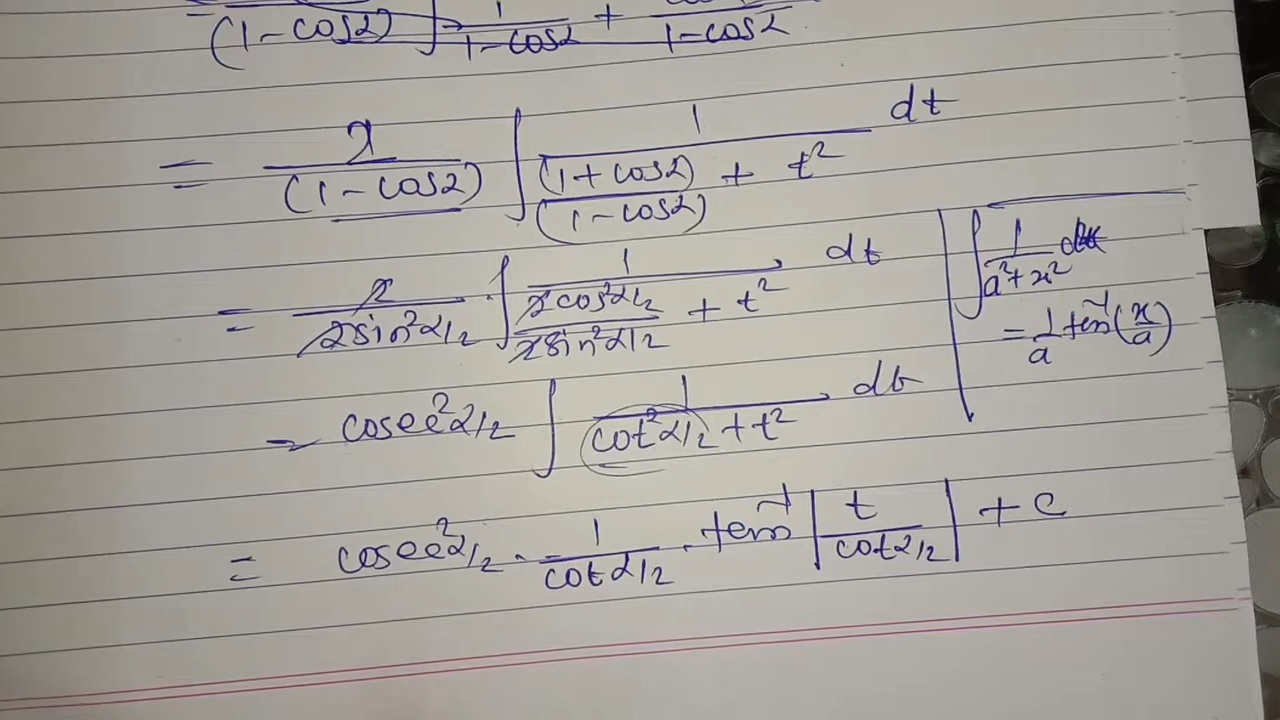 (1-cos2) ∫ 1/(1-cos2) + /(1-cos2)
= 2/(1-cos2) ∫ 1/((1+cos2)/(1-cos2) + t²) dt
= 2/(2sin²α/2) · ∫ 1/((2cos²α/2)/(2sin²α/2) + t²) dt
∫ 1/(a²+x²) dx
= 1/a tan⁻¹(x/a)
= cosec²α/2 ∫ 1/(cot²α/2 + t²) dt
= cosec²α/2 · 1/(cotα/2) · tan⁻¹|t/(cotα/2)| + c